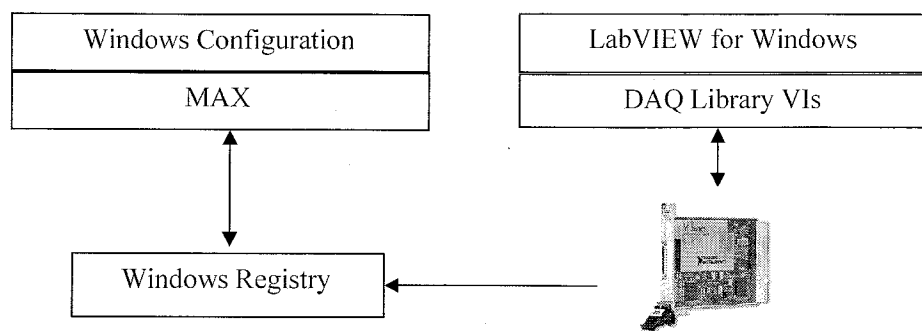 Windows Configuration
MAX
LabVIEW for Windows
DAQ Library VIs
Windows Registry